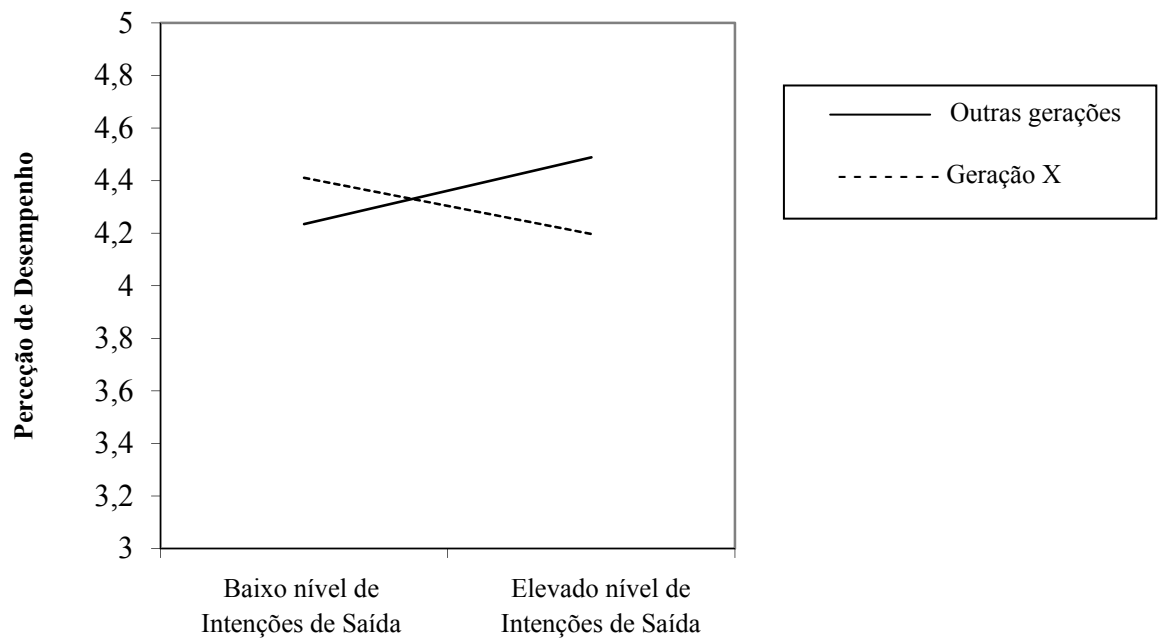 5
4,8
4,6
4,4
4,2
4
3,8
3,6
3,4
3,2
3
Perceção de Desempenho
Baixo nível de
Intenções de Saída
Elevado nível de
Intenções de Saída
Outras gerações
Geração X